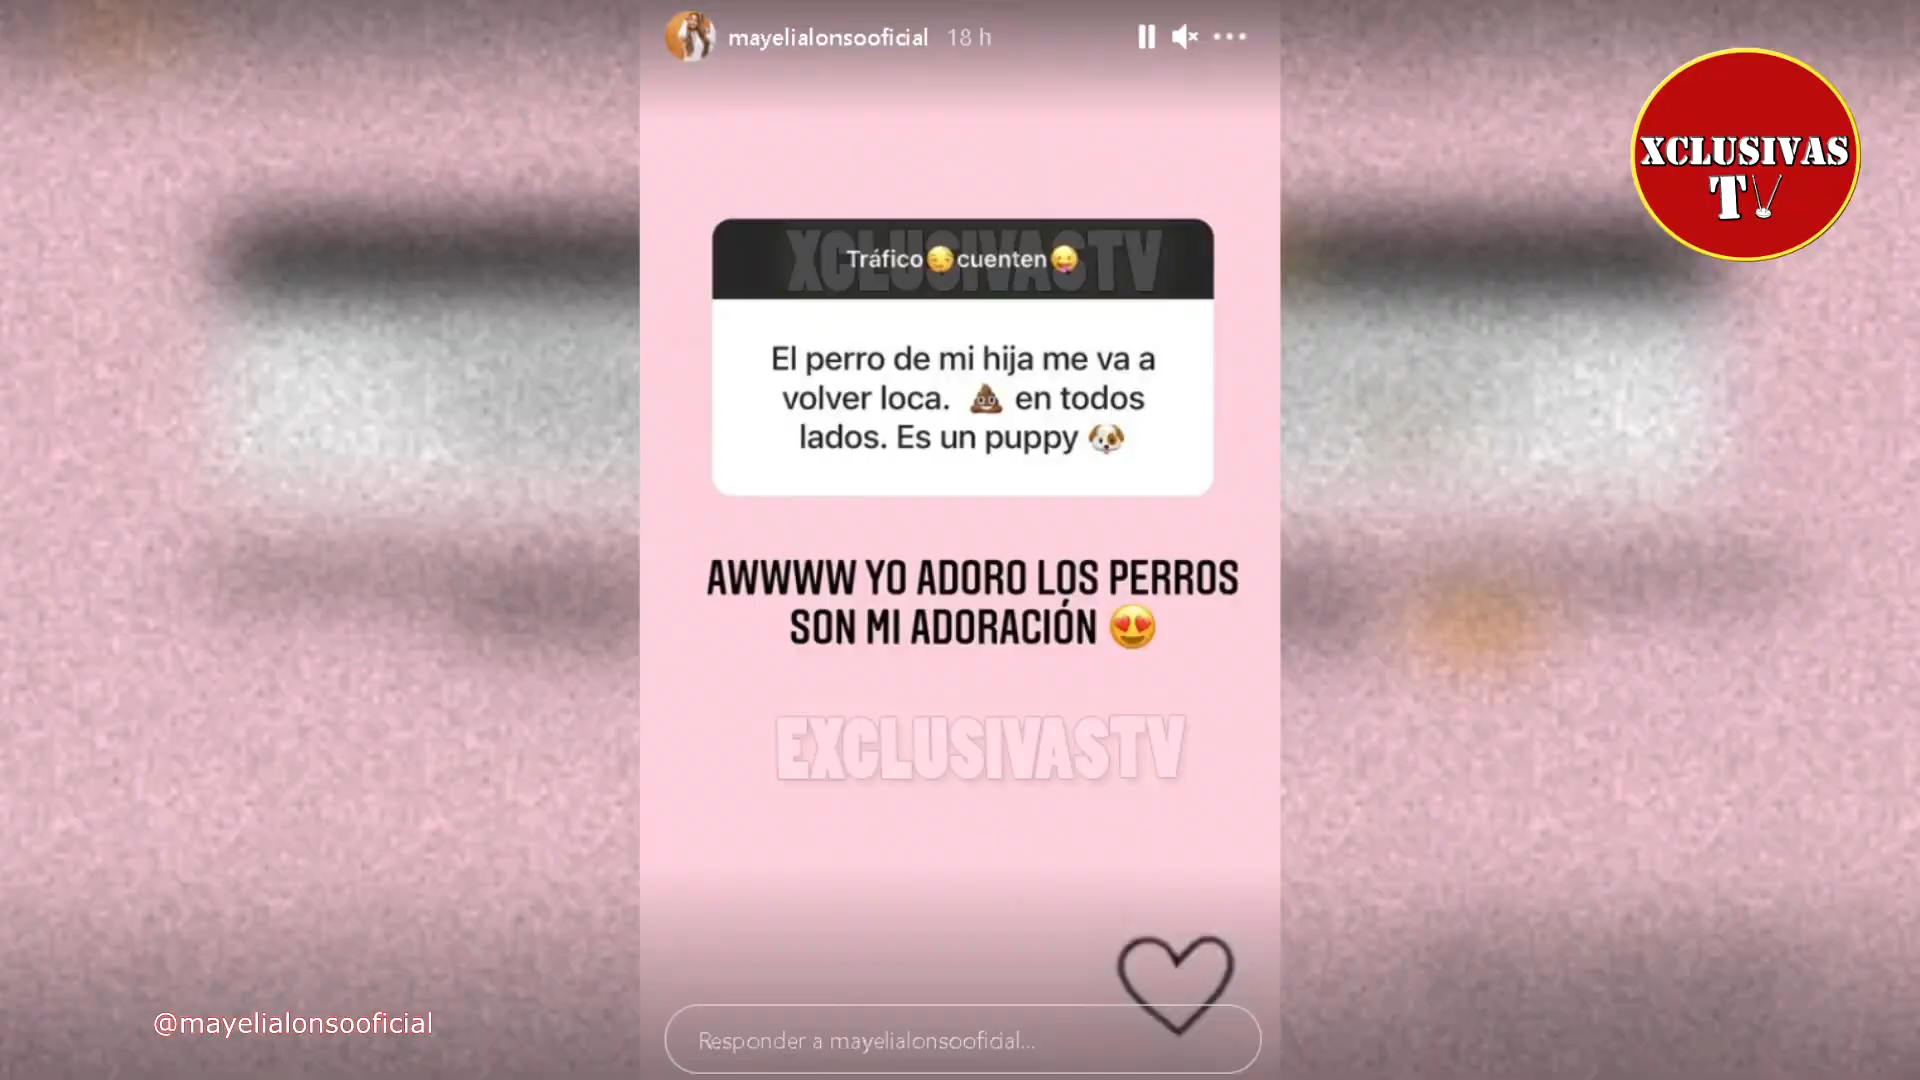 mayelialonsooficial 18 h
XCLUSIVAS
TV
XCLUSIVASTV
Tráfico😏cuenten😜
El perro de mi hija me va a
volver loca. 💩 en todos
lados. Es un puppy 🐶
AWWWW YO ADORO LOS PERROS
SON MI ADORACIÓN 😍
EXCLUSIVASTV
@mayelialonsooficial
Responder a mayelialonsooficial...